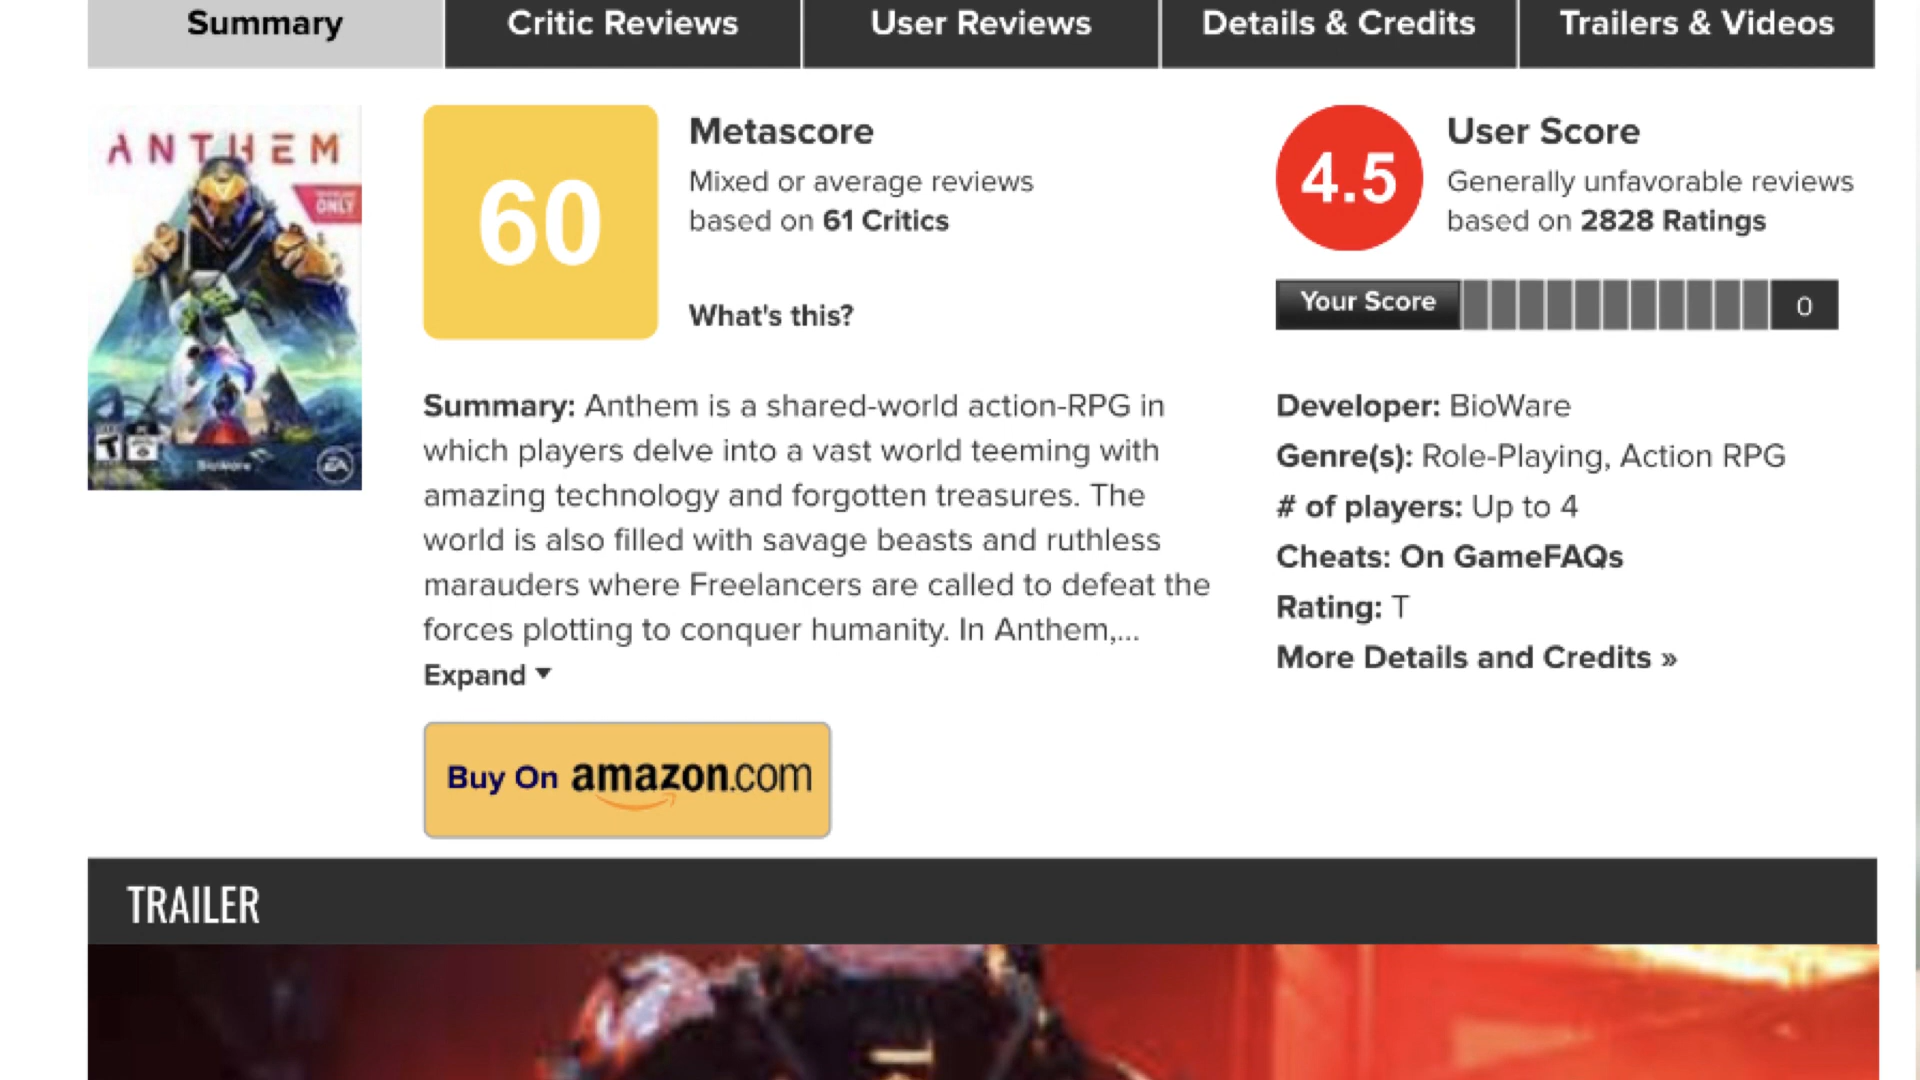 Summary
Critic Reviews
User Reviews
Details & Credits
Trailers & Videos
ANTHEM
ONLY
T
BioWare
EA
60
Metascore
Mixed or average reviews
based on 61 Critics
What's this?
4.5
User Score
Generally unfavorable reviews
based on 2828 Ratings
Your Score
0
Summary: Anthem is a shared-world action-RPG in
which players delve into a vast world teeming with
amazing technology and forgotten treasures. The
world is also filled with savage beasts and ruthless
marauders where Freelancers are called to defeat the
forces plotting to conquer humanity. In Anthem,...
Expand
Developer: BioWare
Genre(s): Role-Playing, Action RPG
# of players: Up to 4
Cheats: On GameFAQs
Rating: T
More Details and Credits »
Buy On amazon.com
TRAILER